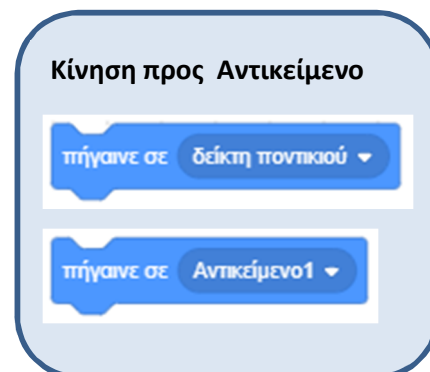 Κίνηση προς Αντικείμενο
πήγαινε σε δείκτη ποντικιού
πήγαινε σε Αντικείμενο1